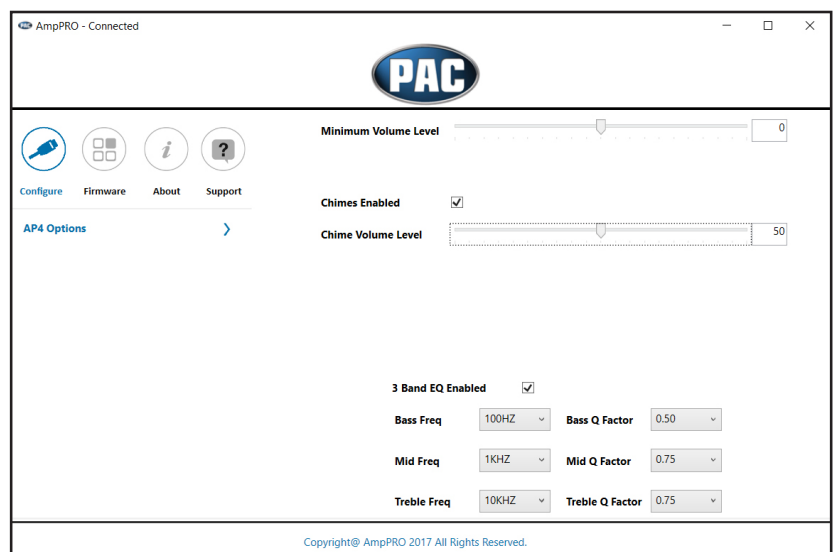 AmpPRO - Connected
PAC
Configure Firmware About Support
AP4 Options
Minimum Volume Level 0
Chimes Enabled
Chime Volume Level 50
3 Band EQ Enabled
Bass Freq 100HZ Bass Q Factor 0.50
Mid Freq 1KHZ Mid Q Factor 0.75
Treble Freq 10KHZ Treble Q Factor 0.75
Copyright@ AmpPRO 2017 All Rights Reserved.